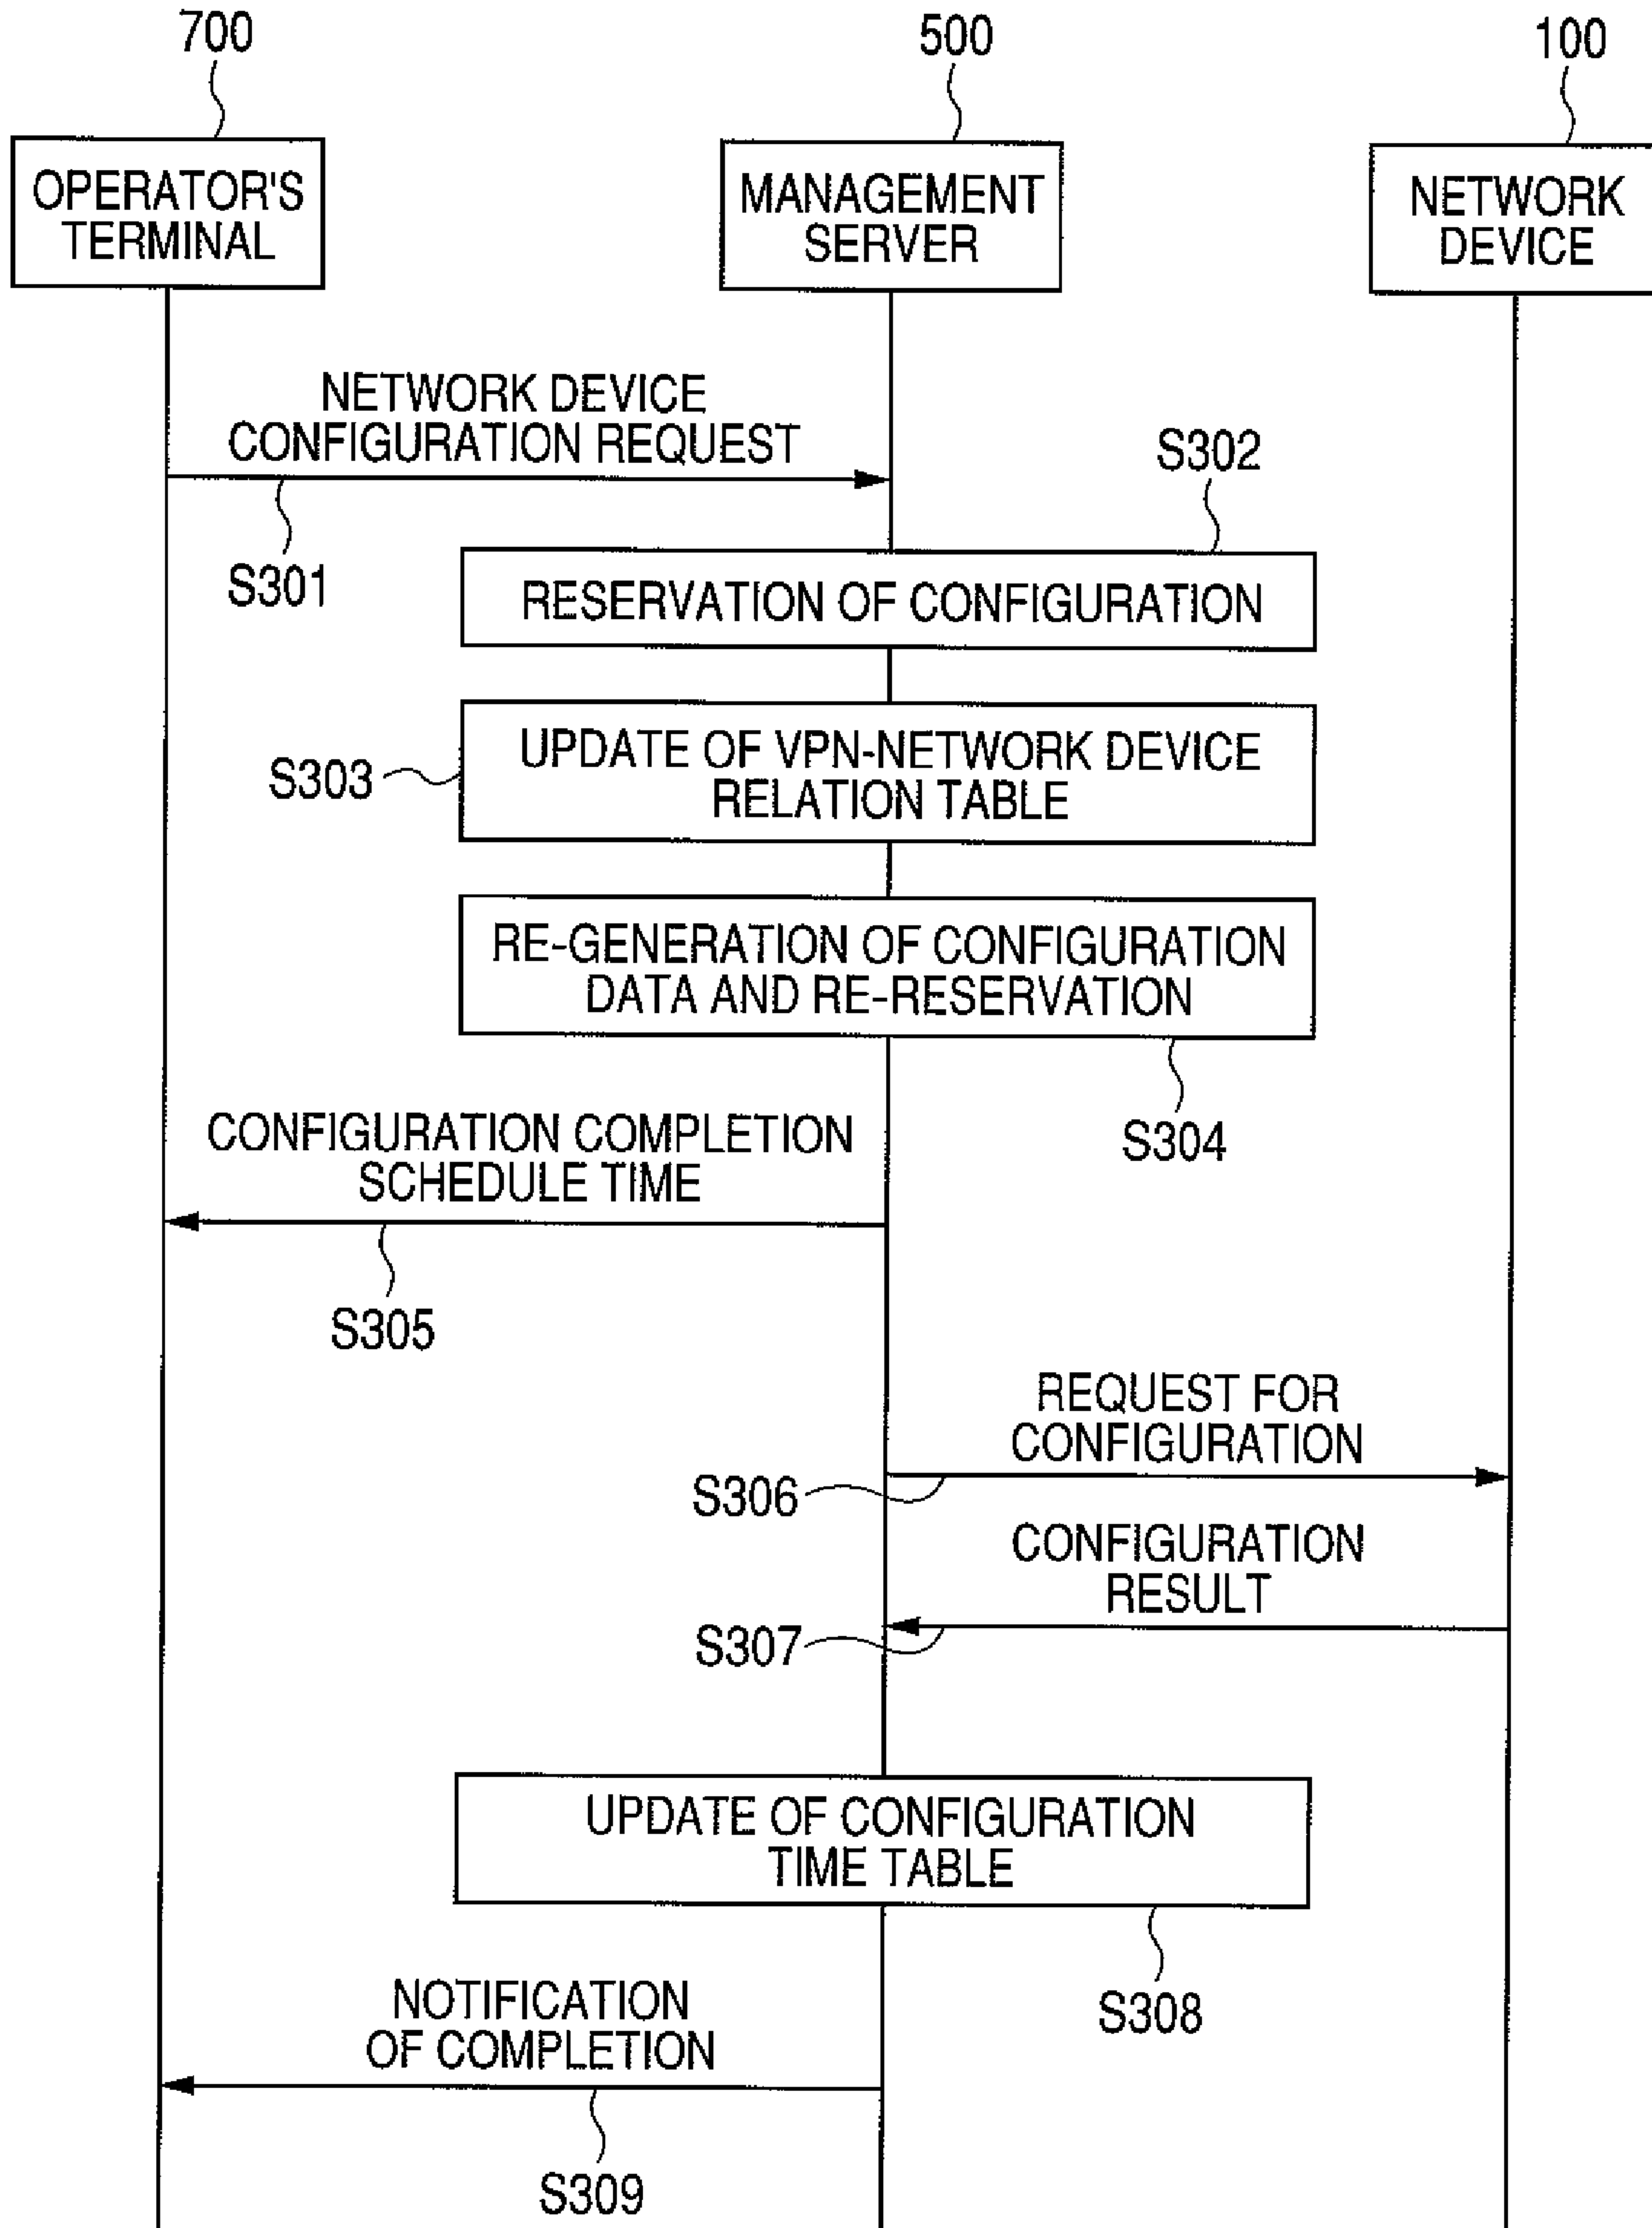 700
500
100
OPERATOR'S
TERMINAL
MANAGEMENT
SERVER
NETWORK
DEVICE
NETWORK DEVICE
CONFIGURATION REQUEST
S301
S302
RESERVATION OF CONFIGURATION
S303
UPDATE OF VPN-NETWORK DEVICE
RELATION TABLE
RE-GENERATION OF CONFIGURATION
DATA AND RE-RESERVATION
S304
CONFIGURATION COMPLETION
SCHEDULE TIME
S305
REQUEST FOR
CONFIGURATION
S306
CONFIGURATION
RESULT
S307
UPDATE OF CONFIGURATION
TIME TABLE
S308
NOTIFICATION
OF COMPLETION
S309